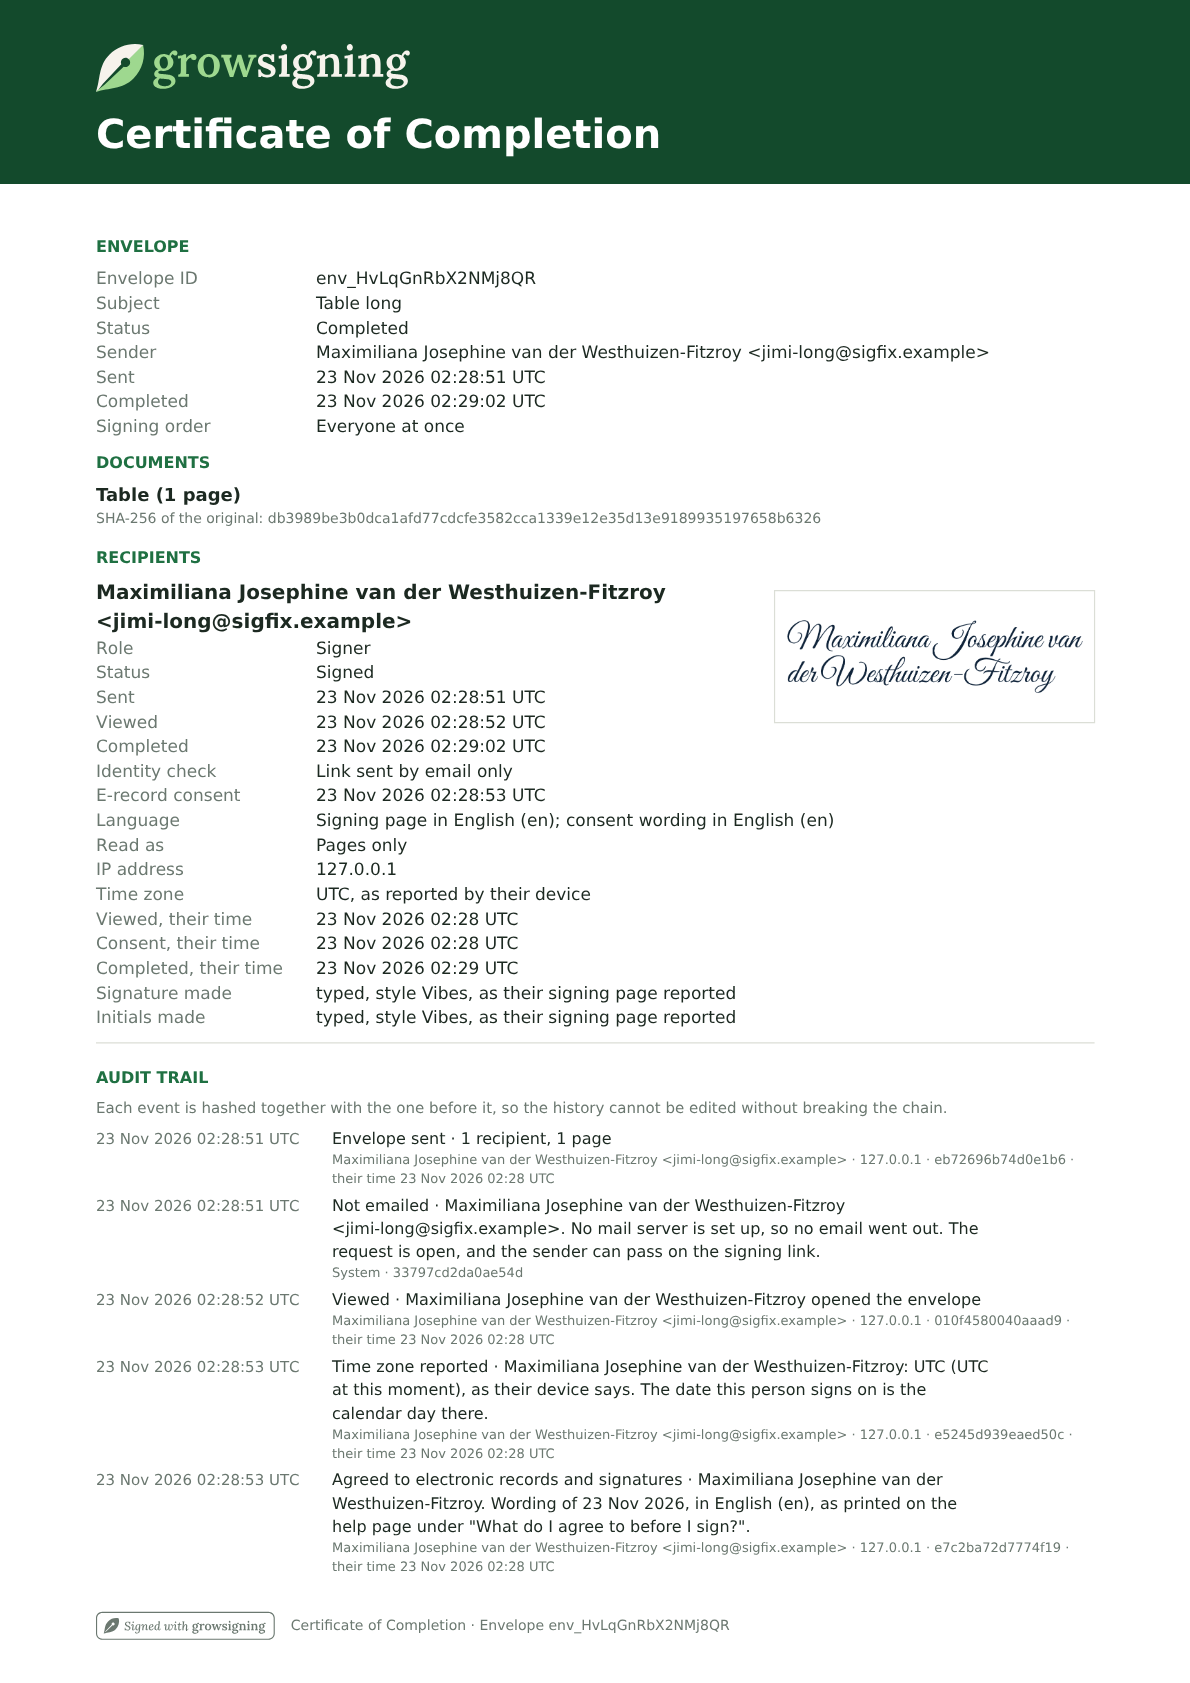 growsigning
Certificate of Completion
ENVELOPE
Envelope ID env_HvLqGnRbX2NMj8QR
Subject Table long
Status Completed
Sender Maximiliana Josephine van der Westhuizen-Fitzroy <jimi-long@sigfix.example>
Sent 23 Nov 2026 02:28:51 UTC
Completed 23 Nov 2026 02:29:02 UTC
Signing order Everyone at once
DOCUMENTS
Table (1 page)
SHA-256 of the original: db3989be3b0dca1afd77cdcfe3582cca1339e12e35d13e9189935197658b6326
RECIPIENTS
Maximiliana Josephine van der Westhuizen-Fitzroy
<jimi-long@sigfix.example>
Maximiliana Josephine van
der Westhuizen-Fitzroy
Role Signer
Status Signed
Sent 23 Nov 2026 02:28:51 UTC
Viewed 23 Nov 2026 02:28:52 UTC
Completed 23 Nov 2026 02:29:02 UTC
Identity check Link sent by email only
E-record consent 23 Nov 2026 02:28:53 UTC
Language Signing page in English (en); consent wording in English (en)
Read as Pages only
IP address 127.0.0.1
Time zone UTC, as reported by their device
Viewed, their time 23 Nov 2026 02:28 UTC
Consent, their time 23 Nov 2026 02:28 UTC
Completed, their time 23 Nov 2026 02:29 UTC
Signature made typed, style Vibes, as their signing page reported
Initials made typed, style Vibes, as their signing page reported
AUDIT TRAIL
Each event is hashed together with the one before it, so the history cannot be edited without breaking the chain.
23 Nov 2026 02:28:51 UTC Envelope sent · 1 recipient, 1 page
Maximiliana Josephine van der Westhuizen-Fitzroy <jimi-long@sigfix.example> · 127.0.0.1 · eb72696b74d0e1b6 ·
their time 23 Nov 2026 02:28 UTC
23 Nov 2026 02:28:51 UTC Not emailed · Maximiliana Josephine van der Westhuizen-Fitzroy
<jimi-long@sigfix.example>. No mail server is set up, so no email went out. The
request is open, and the sender can pass on the signing link.
System · 33797cd2da0ae54d
23 Nov 2026 02:28:52 UTC Viewed · Maximiliana Josephine van der Westhuizen-Fitzroy opened the envelope
Maximiliana Josephine van der Westhuizen-Fitzroy <jimi-long@sigfix.example> · 127.0.0.1 · 010f4580040aaad9 ·
their time 23 Nov 2026 02:28 UTC
23 Nov 2026 02:28:53 UTC Time zone reported · Maximiliana Josephine van der Westhuizen-Fitzroy: UTC (UTC
at this moment), as their device says. The date this person signs on is the
calendar day there.
Maximiliana Josephine van der Westhuizen-Fitzroy <jimi-long@sigfix.example> · 127.0.0.1 · e5245d939eaed50c ·
their time 23 Nov 2026 02:28 UTC
23 Nov 2026 02:28:53 UTC Agreed to electronic records and signatures · Maximiliana Josephine van der
Westhuizen-Fitzroy. Wording of 23 Nov 2026, in English (en), as printed on the
help page under "What do I agree to before I sign?".
Maximiliana Josephine van der Westhuizen-Fitzroy <jimi-long@sigfix.example> · 127.0.0.1 · e7c2ba72d7774f19 ·
their time 23 Nov 2026 02:28 UTC
Signed with growsigning Certificate of Completion · Envelope env_HvLqGnRbX2NMj8QR